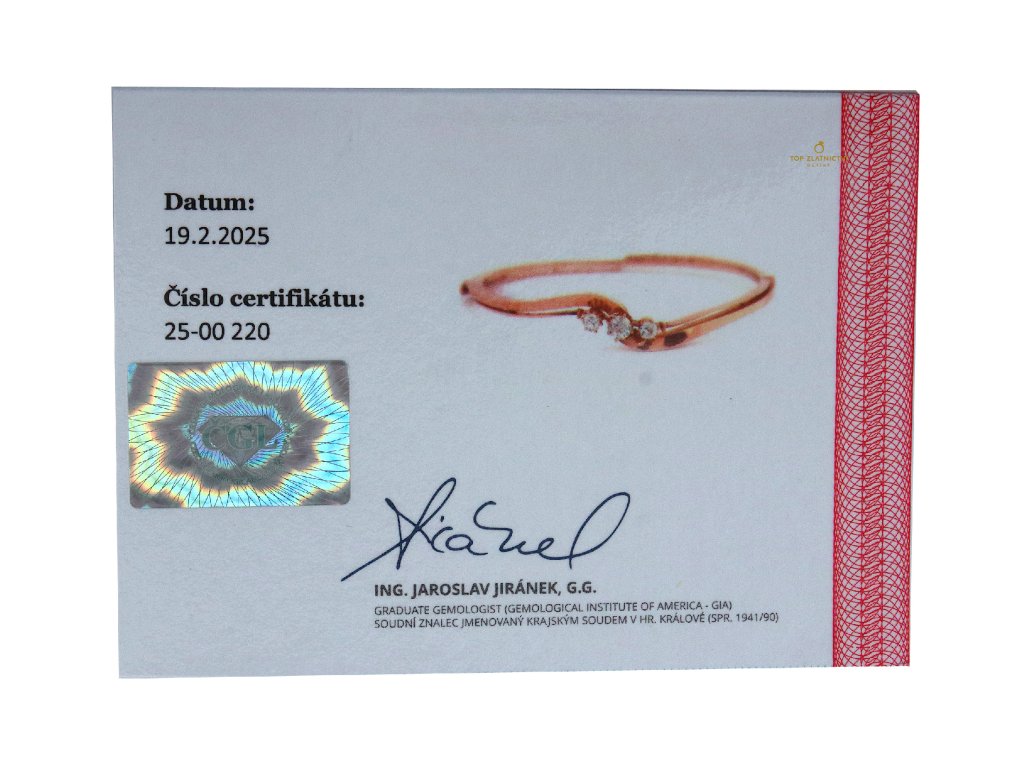 TOP ZLATNICTVÍ
Datum:
19.2.2025
Číslo certifikátu:
25-00 220
CGL
ING. JAROSLAV JIRÁNEK, G.G.
GRADUATE GEMOLOGIST (GEMOLOGICAL INSTITUTE OF AMERICA - GIA)
SOUDNÍ ZNALEC JMENOVANÝ KRAJSKÝM SOUDEM V HR. KRÁLOVÉ (SPR. 1941/90)